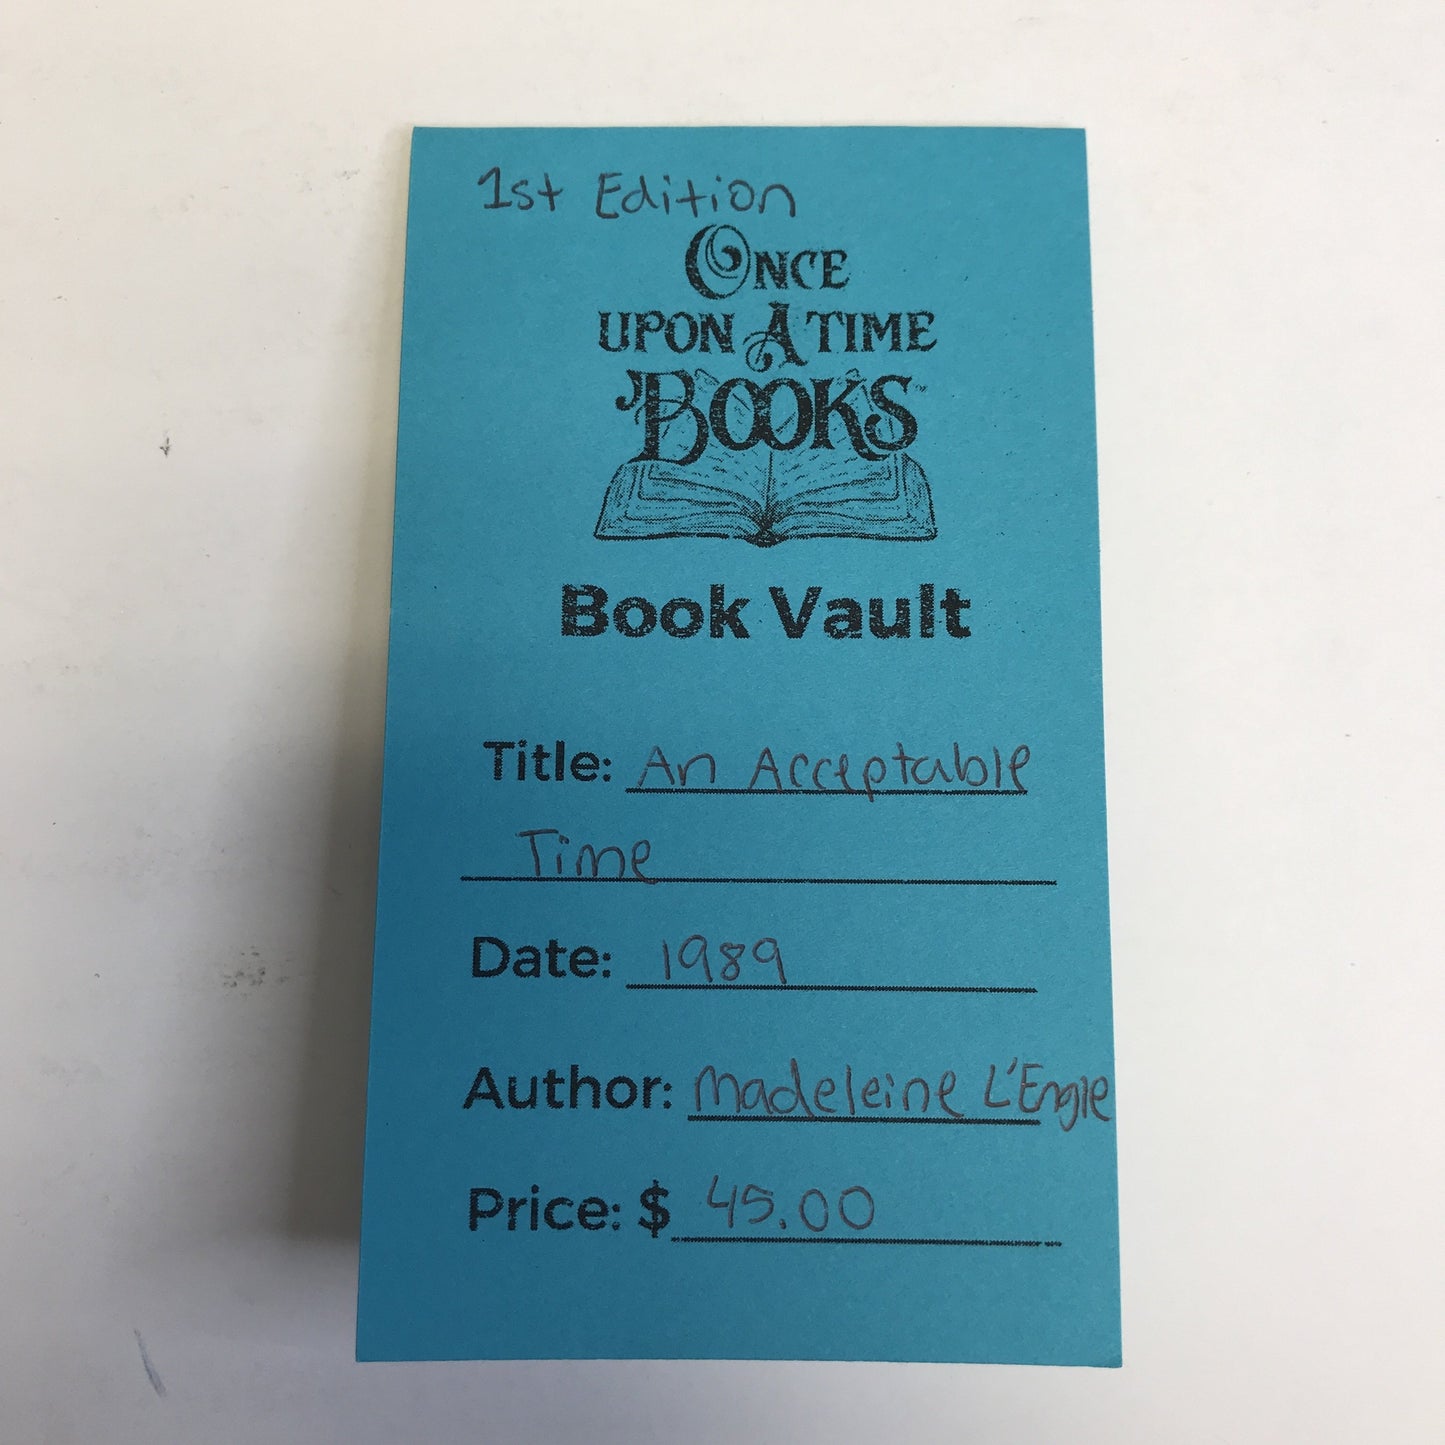 1st Edition
ONCE
UPON A TIME
BOOKS
Book Vault
Title: An Acceptable
Time
Date: 1989
Author: Madeleine L'Engle
Price: $ 45.00